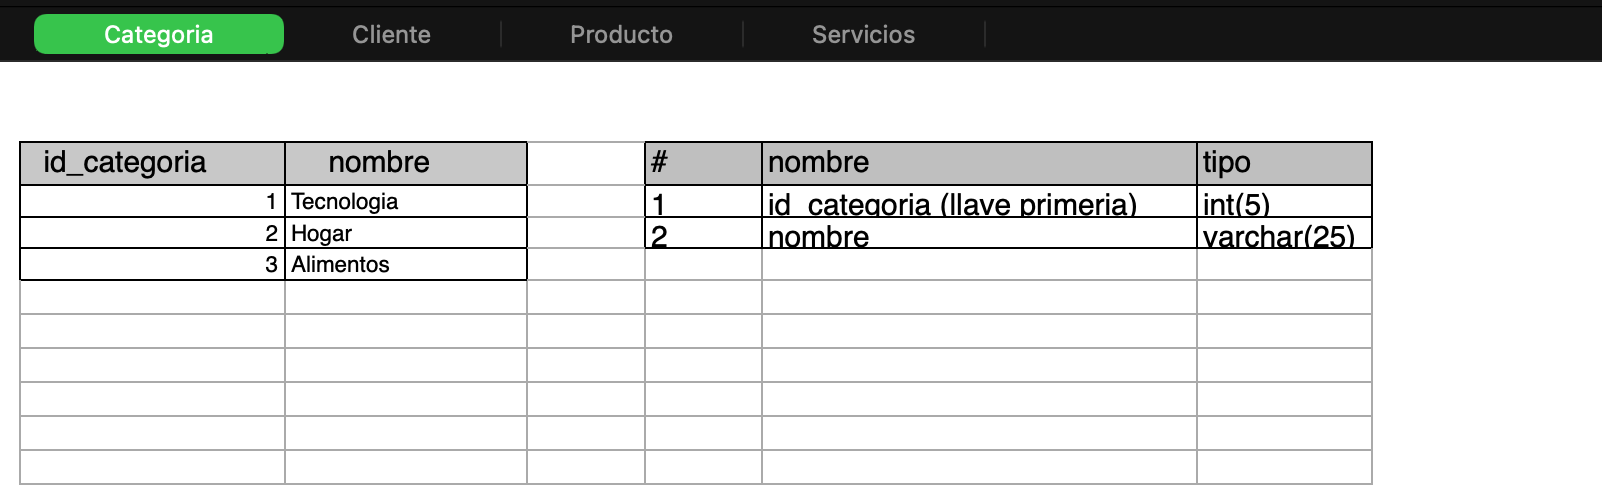 Categoria Cliente Producto Servicios
id_categoria nombre # nombre tipo
1 Tecnologia 1 id_categoria (llave primeria) int(5)
2 Hogar 2 nombre varchar(25)
3 Alimentos